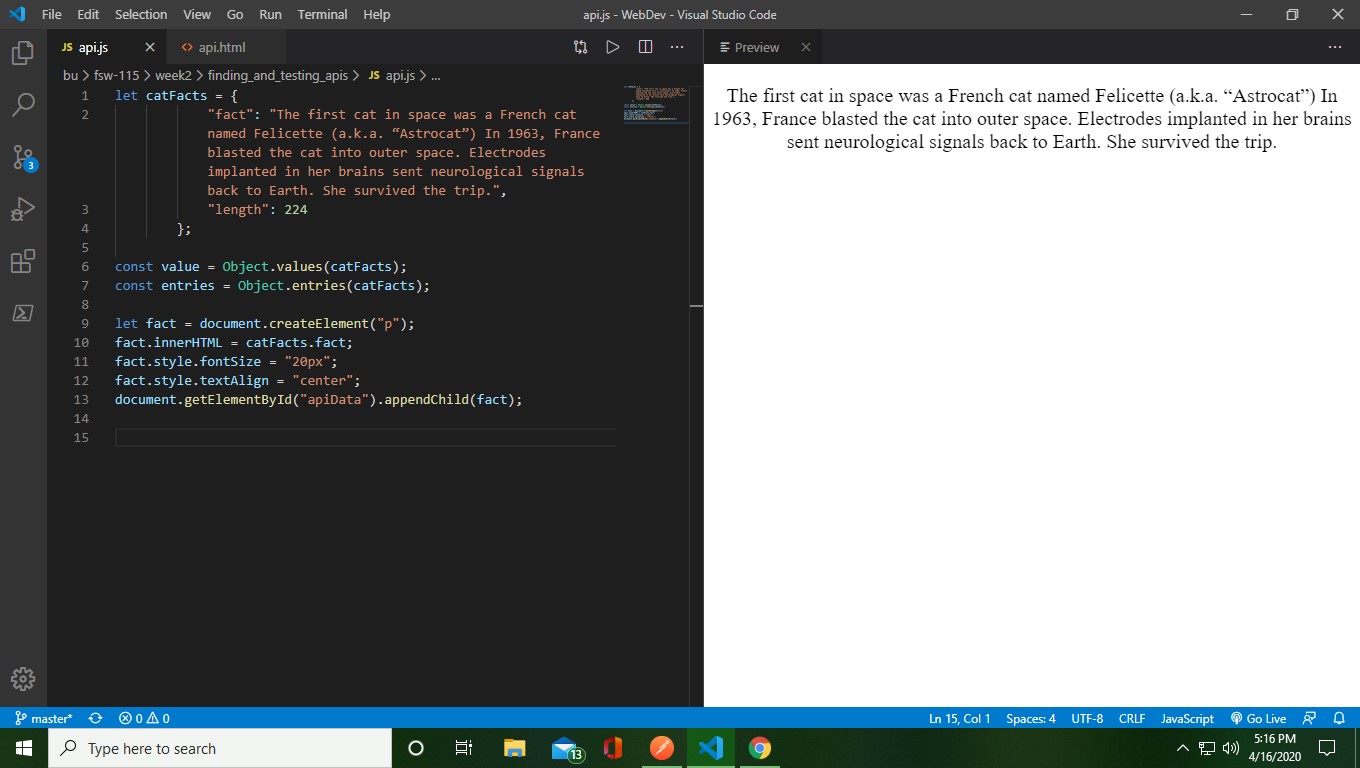 File Edit Selection View Go Run Terminal Help
api.js - WebDev - Visual Studio Code
JS api.js
<> api.html
bu > fsw-115 > week2 > finding_and_testing_apis > JS api.js > ...
1 let catFacts = {
2 "fact": "The first cat in space was a French cat
named Felicette (a.k.a. “Astrocat”) In 1963, France
blasted the cat into outer space. Electrodes
implanted in her brains sent neurological signals
back to Earth. She survived the trip.",
3 "length": 224
4 };
5
6 const value = Object.values(catFacts);
7 const entries = Object.entries(catFacts);
8
9 let fact = document.createElement("p");
10 fact.innerHTML = catFacts.fact;
11 fact.style.fontSize = "20px";
12 fact.style.textAlign = "center";
13 document.getElementById("apiData").appendChild(fact);
14
15
Preview
The first cat in space was a French cat named Felicette (a.k.a. “Astrocat”) In
1963, France blasted the cat into outer space. Electrodes implanted in her brains
sent neurological signals back to Earth. She survived the trip.
3
master* 0 0
Ln 15, Col 1 Spaces: 4 UTF-8 CRLF JavaScript Go Live
Type here to search
13
5:16 PM
4/16/2020